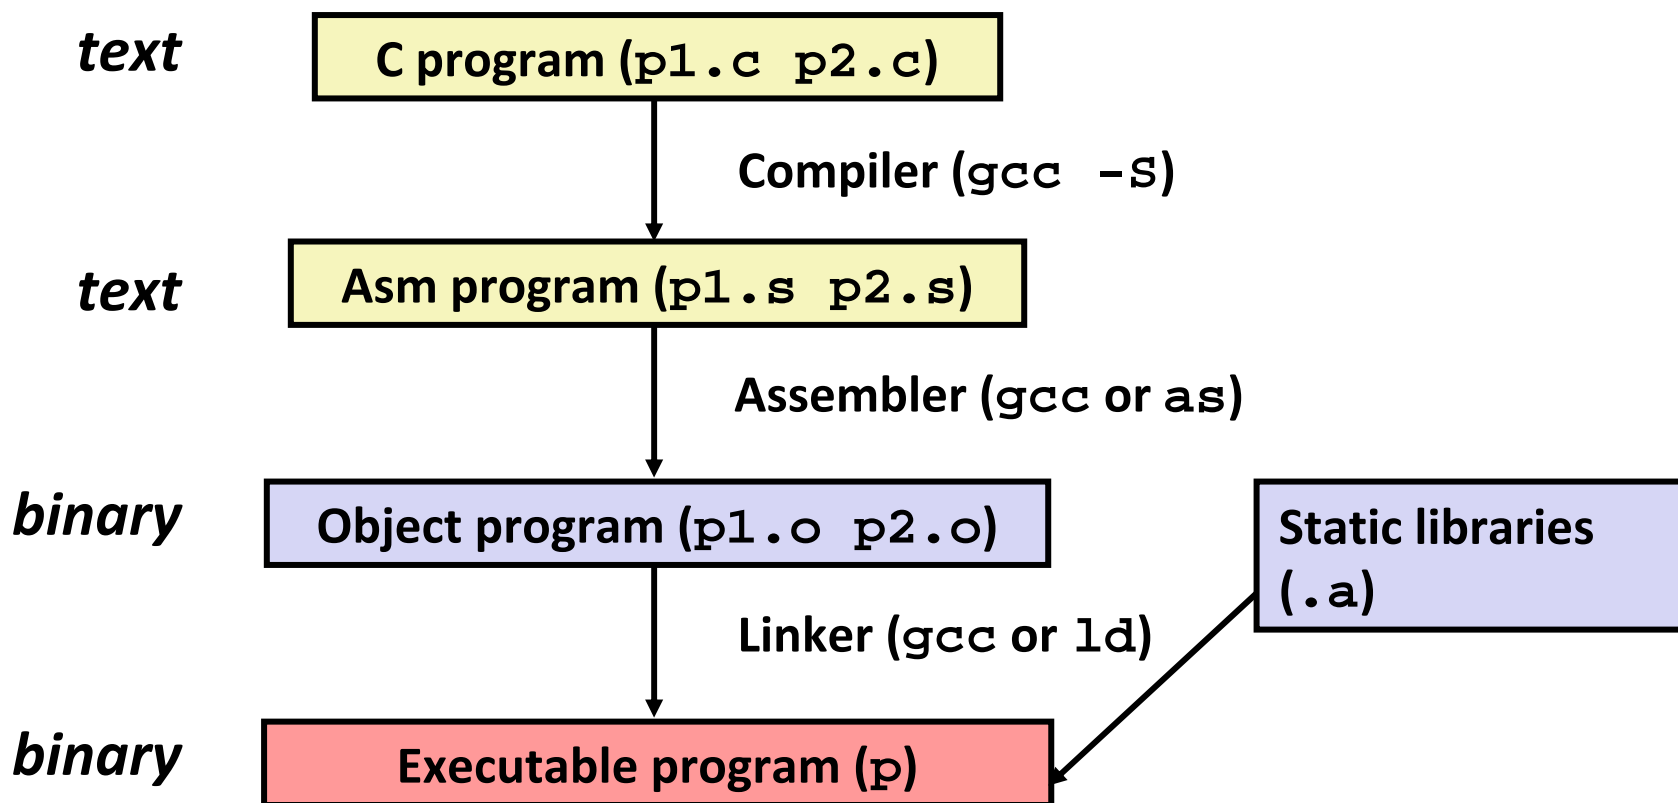 text
C program (p1.c p2.c)
Compiler (gcc -S)
text
Asm program (p1.s p2.s)
Assembler (gcc or as)
binary
Object program (p1.o p2.o)
Static libraries
(.a)
Linker (gcc or ld)
binary
Executable program (p)